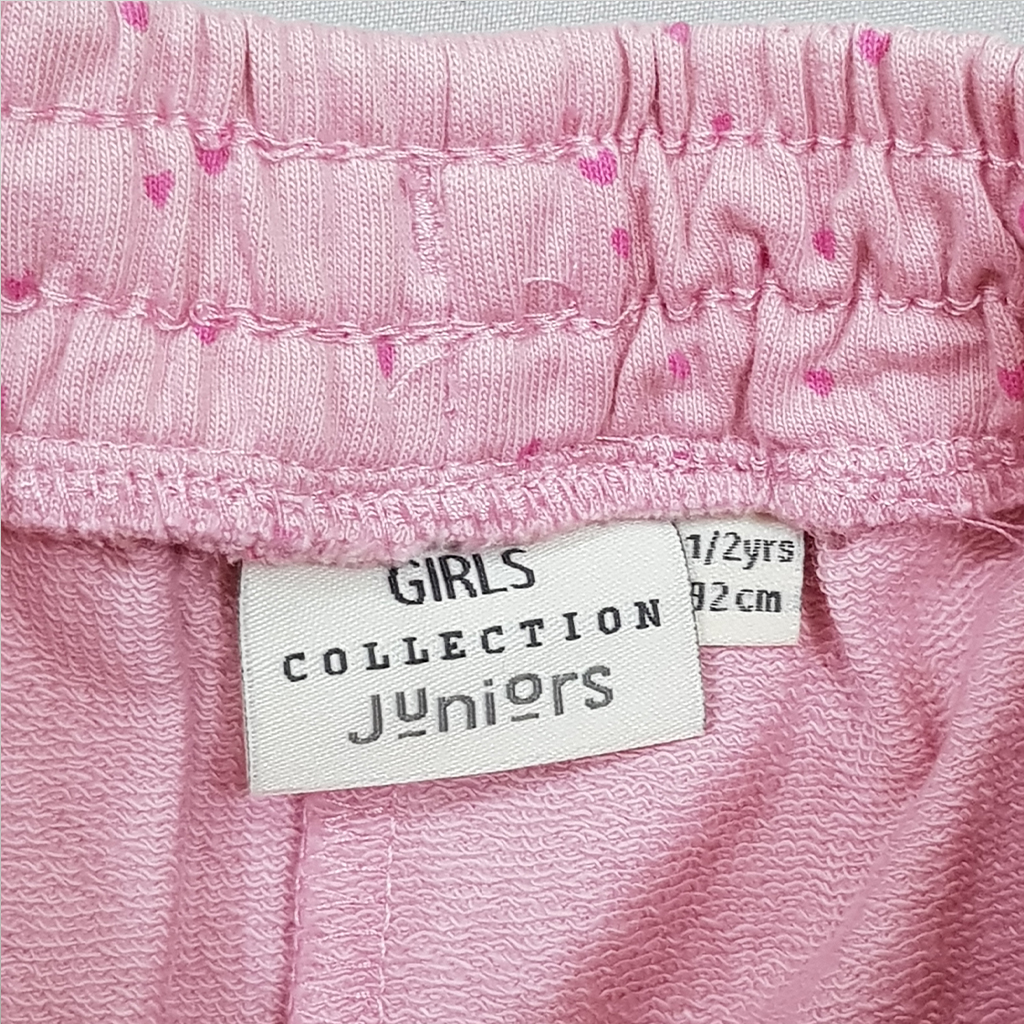 GIRLS
COLLECTION
Juniors
1/2yrs
92cm